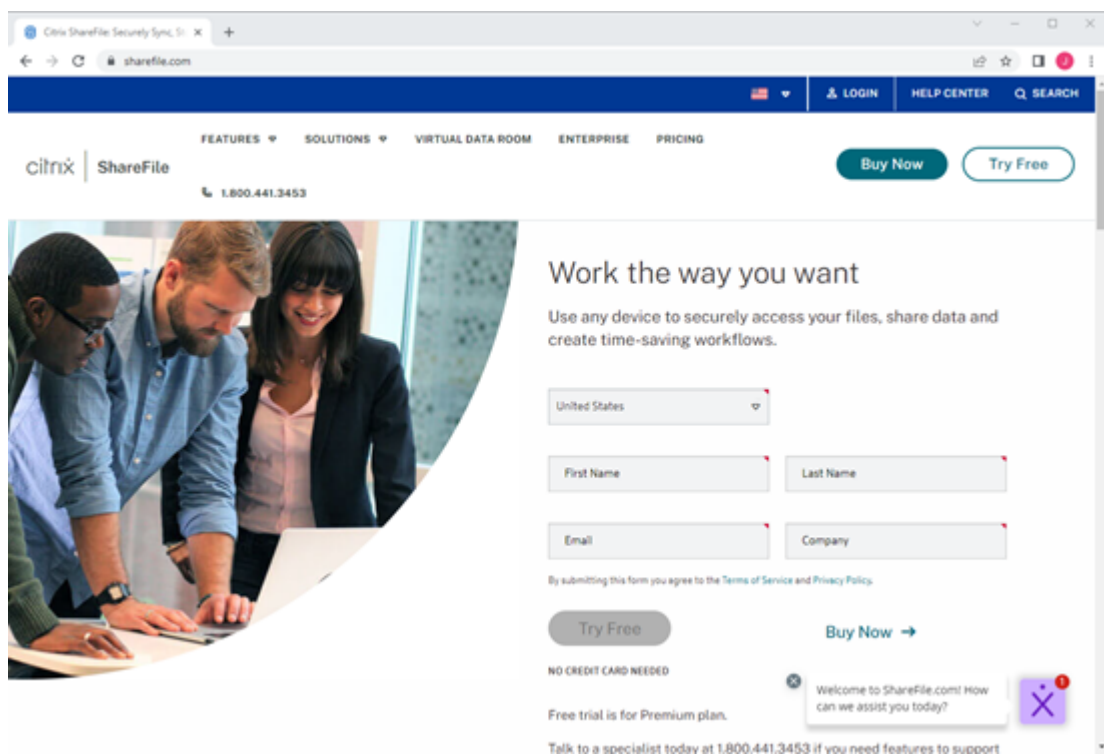 Citrix ShareFile: Securely Sync, St
sharefile.com
J
LOGIN
HELP CENTER
SEARCH
FEATURES
SOLUTIONS
VIRTUAL DATA ROOM
ENTERPRISE
PRICING
citrix | ShareFile
1.800.441.3453
Buy Now
Try Free
Work the way you want
Use any device to securely access your files, share data and
create time-saving workflows.
United States
First Name
Last Name
Email
Company
By submitting this form you agree to the Terms of Service and Privacy Policy.
Try Free
Buy Now →
NO CREDIT CARD NEEDED
Welcome to ShareFile.com! How
can we assist you today?
1
Free trial is for Premium plan.
Talk to a specialist today at 1.800.441.3453 if you need features to support